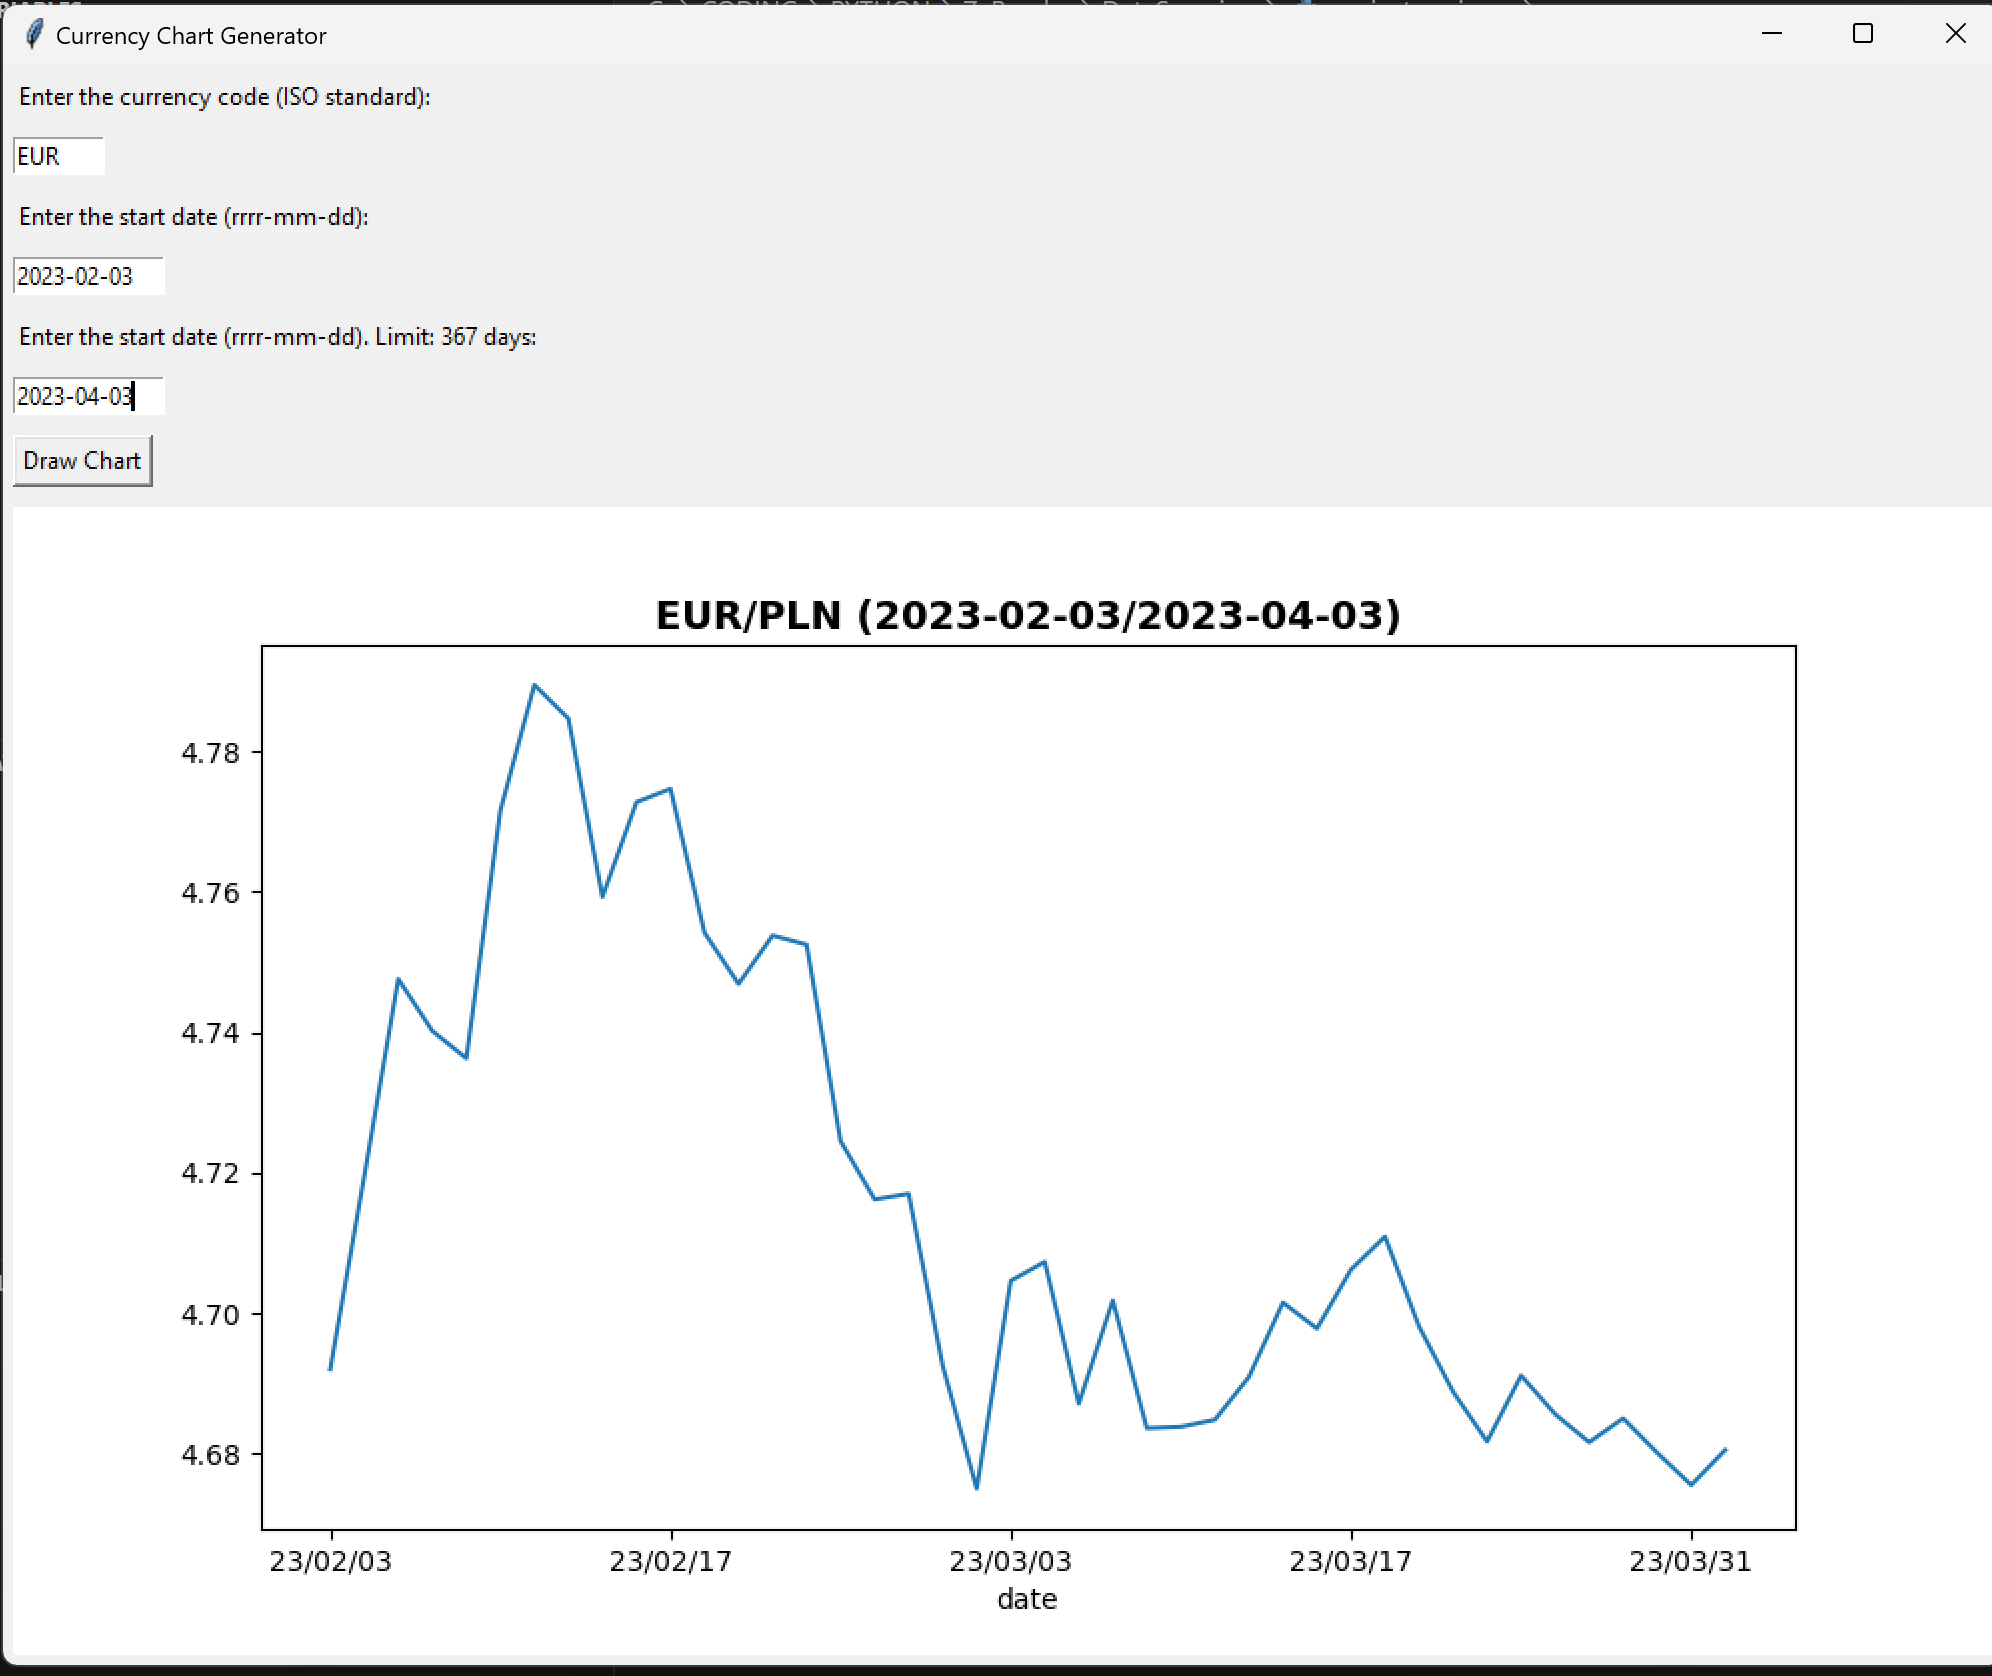 Currency Chart Generator
Enter the currency code (ISO standard):
EUR
Enter the start date (rrrr-mm-dd):
2023-02-03
Enter the start date (rrrr-mm-dd). Limit: 367 days:
2023-04-03
Draw Chart
EUR/PLN (2023-02-03/2023-04-03)
4.78
4.76
4.74
4.72
4.70
4.68
23/02/03 23/02/17 23/03/03 23/03/17 23/03/31
date